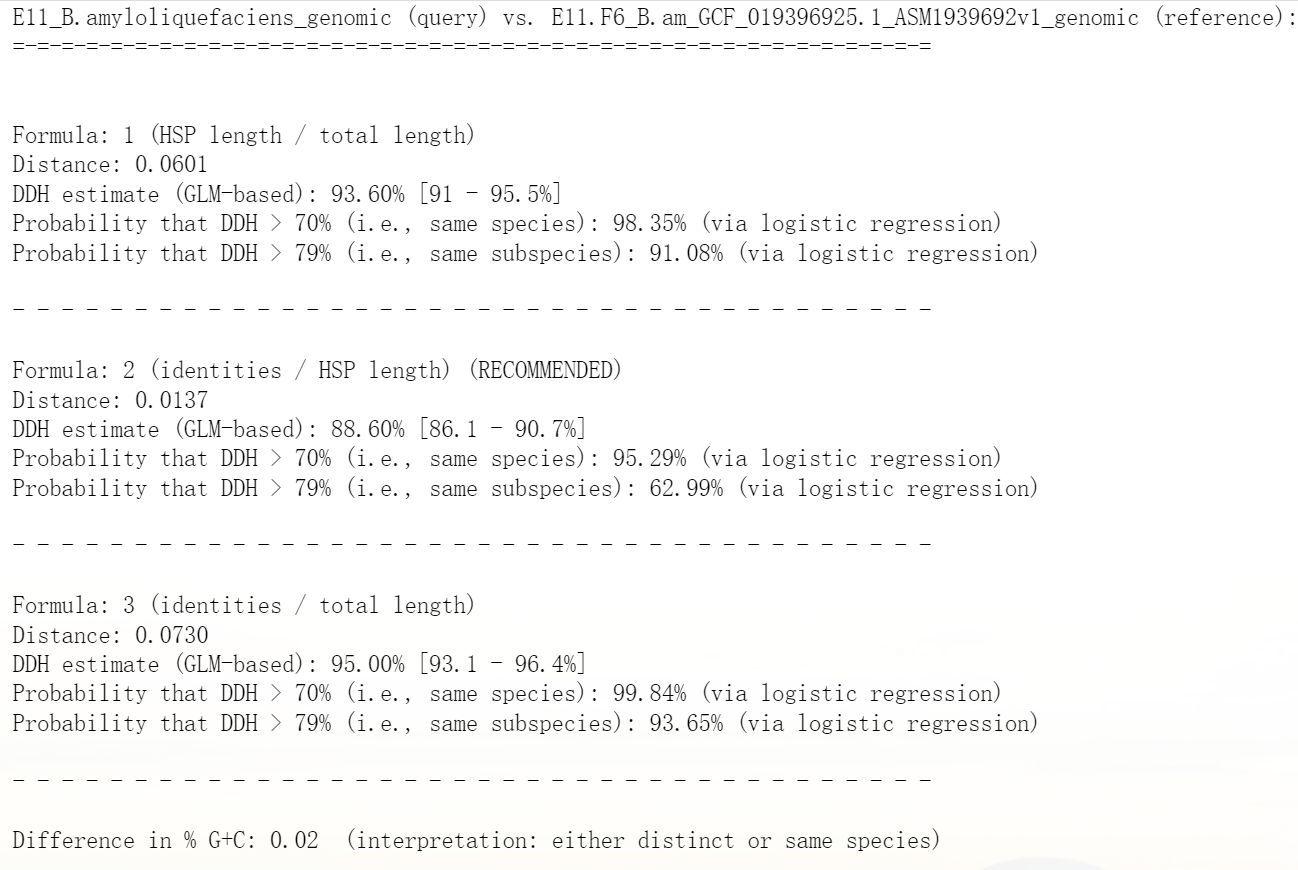 E11_B.amyloliquefaciens_genomic (query) vs. E11.F6_B.am_GCF_019396925.1_ASM1939692v1_genomic (reference):
=-=-=-=-=-=-=-=-=-=-=-=-=-=-=-=-=-=-=-=-=-=-=-=-=-=-=-=-=-=-=-=-=-=-=-=-=-=
Formula: 1 (HSP length / total length)
Distance: 0.0601
DDH estimate (GLM-based): 93.60% [91 - 95.5%]
Probability that DDH > 70% (i.e., same species): 98.35% (via logistic regression)
Probability that DDH > 79% (i.e., same subspecies): 91.08% (via logistic regression)
- - - - - - - - - - - - - - - - - - - - - - - - - - - - - - - - - - - - - -
Formula: 2 (identities / HSP length) (RECOMMENDED)
Distance: 0.0137
DDH estimate (GLM-based): 88.60% [86.1 - 90.7%]
Probability that DDH > 70% (i.e., same species): 95.29% (via logistic regression)
Probability that DDH > 79% (i.e., same subspecies): 62.99% (via logistic regression)
- - - - - - - - - - - - - - - - - - - - - - - - - - - - - - - - - - - - - -
Formula: 3 (identities / total length)
Distance: 0.0730
DDH estimate (GLM-based): 95.00% [93.1 - 96.4%]
Probability that DDH > 70% (i.e., same species): 99.84% (via logistic regression)
Probability that DDH > 79% (i.e., same subspecies): 93.65% (via logistic regression)
- - - - - - - - - - - - - - - - - - - - - - - - - - - - - - - - - - - - - -
Difference in % G+C: 0.02  (interpretation: either distinct or same species)